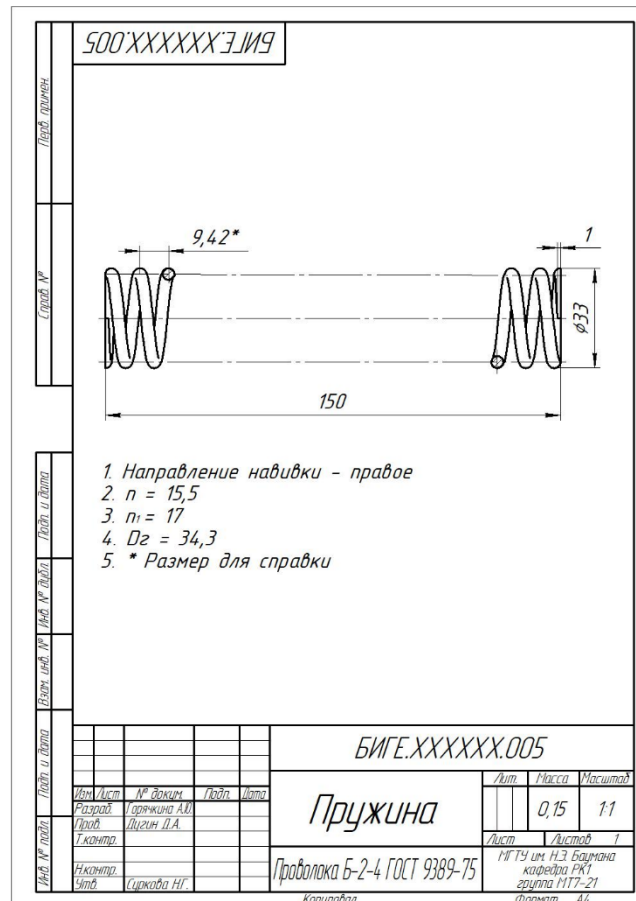 БИГЕ.XXXXXX.005
Перв. примен.
Справ. №
9,42*
1
⌀33
150
1. Направление навивки - правое
2. n = 15,5
3. n₁ = 17
4. Dг = 34,3
5. * Размер для справки
Подп. и дата
Инв. № дубл.
Взам. инв. №
Подп. и дата
Инв. № подл.
БИГЕ.XXXXXX.005
Изм. Лист № докум. Подп. Дата
Разраб. Горячкина А.Ю.
Пров. Дугин Д.А.
Т.контр.
Н.контр.
Утв. Суркова Н.Г.
Пружина
Лит. Масса Масштаб
0,15 1:1
Лист Листов 1
Проволока Б-2-4 ГОСТ 9389-75
МГТУ им. Н.Э. Баумана
кафедра РК1
группа МТ7-21
Копировал Формат А4